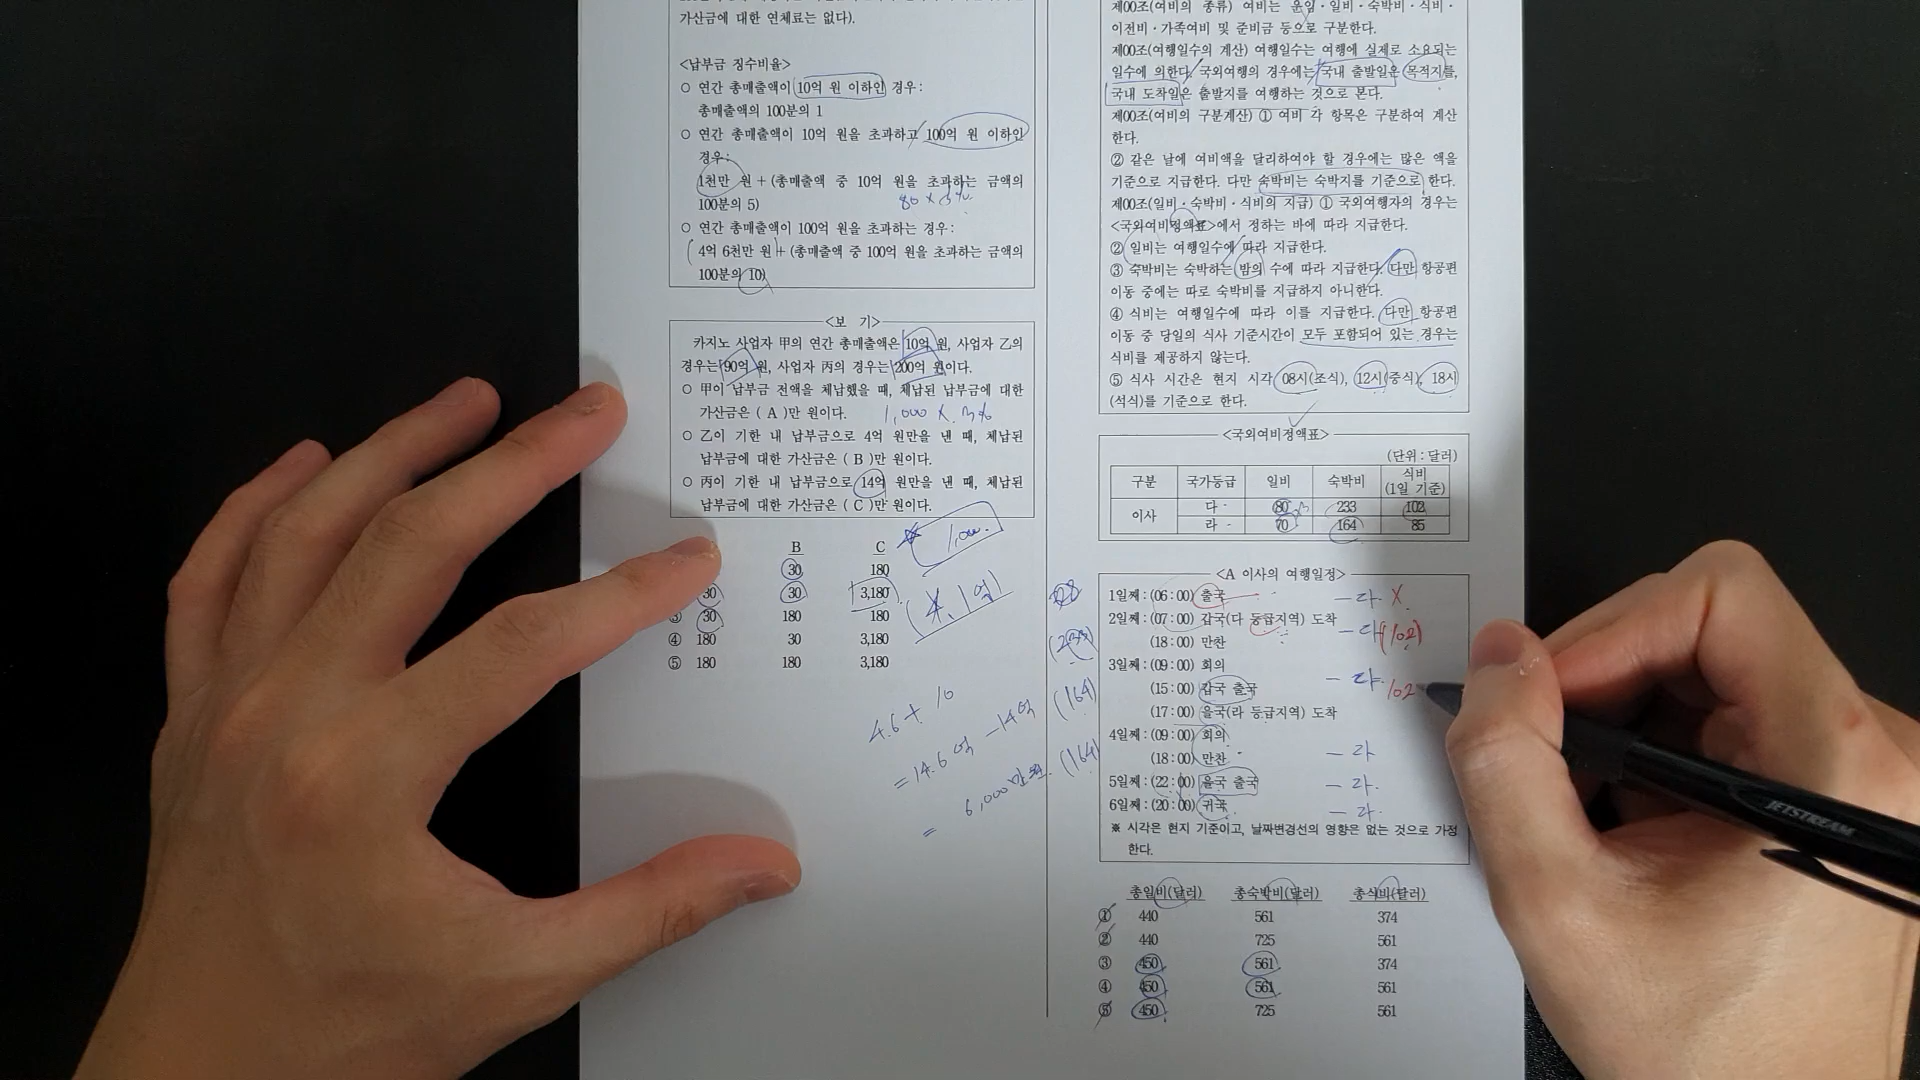 가산금에 대한 연체료는 없다).
<납부금 징수비율>
○ 연간 총매출액이 10억 원 이하인 경우:
총매출액의 100분의 1
○ 연간 총매출액이 10억 원을 초과하고 100억 원 이하인
경우:
1천만 원 + (총매출액 중 10억 원을 초과하는 금액의
100분의 5)
80 × 5%
○ 연간 총매출액이 100억 원을 초과하는 경우:
4억 6천만 원 + (총매출액 중 100억 원을 초과하는 금액의
100분의 10)
<보 기>
카지노 사업자 甲의 연간 총매출액은 10억 원, 사업자 乙의
경우는 90억 원, 사업자 丙의 경우는 200억 원이다.
○ 甲이 납부금 전액을 체납했을 때, 체납된 납부금에 대한
가산금은 ( A )만 원이다.
1,000 × 3%
○ 乙이 기한 내 납부금으로 4억 원만을 낸 때, 체납된
납부금에 대한 가산금은 ( B )만 원이다.
○ 丙이 기한 내 납부금으로 14억 원만을 낸 때, 체납된
납부금에 대한 가산금은 ( C )만 원이다.
B C
30 180
30 30 3,180
③ 30 180 180
④ 180 30 3,180
⑤ 180 180 3,180
4.6 + 10
= 14.6억 - 14억
= 6,000만원
제00조(여비의 종류) 여비는 운임·일비·숙박비·식비·
이전비·가족여비 및 준비금 등으로 구분한다.
제00조(여행일수의 계산) 여행일수는 여행에 실제로 소요되는
일수에 의한다. 국외여행의 경우에는 국내 출발일은 목적지를,
국내 도착일은 출발지를 여행하는 것으로 본다.
제00조(여비의 구분계산) ① 여비 각 항목은 구분하여 계산
한다.
② 같은 날에 여비액을 달리하여야 할 경우에는 많은 액을
기준으로 지급한다. 다만 숙박비는 숙박지를 기준으로 한다.
제00조(일비·숙박비·식비의 지급) ① 국외여행자의 경우는
<국외여비정액표>에서 정하는 바에 따라 지급한다.
② 일비는 여행일수에 따라 지급한다.
③ 숙박비는 숙박하는 밤의 수에 따라 지급한다. 다만 항공편
이동 중에는 따로 숙박비를 지급하지 아니한다.
④ 식비는 여행일수에 따라 이를 지급한다. 다만 항공편
이동 중 당일의 식사 기준시간이 모두 포함되어 있는 경우는
식비를 제공하지 않는다.
⑤ 식사 시간은 현지 시각 08시(조식), 12시(중식), 18시
(석식)를 기준으로 한다.
<국외여비정액표>
(단위:달러)
구분 국가등급 일비 숙박비 식비(1일 기준)
이사 다 80 233 102
라 70 164 85
<A 이사의 여행일정>
1일째:(06:00) 출국 - 다. X
2일째:(07:00) 갑국(다 등급지역) 도착 - 다 (102)
(233)
(18:00) 만찬
3일째:(09:00) 회의
- 다. 102
(164) (15:00) 갑국 출국
(17:00) 을국(라 등급지역) 도착
4일째:(09:00) 회의
(164) (18:00) 만찬 - 라
5일째:(22:00) 을국 출국 - 라.
6일째:(20:00) 귀국 - 라.
※ 시각은 현지 기준이고, 날짜변경선의 영향은 없는 것으로 가정
한다.
총일비(달러) 총숙박비(달러) 총식비(달러)
① 440 561 374
② 440 725 561
③ 450 561 374
④ 450 561 561
⑤ 450 725 561
JETSTREAM